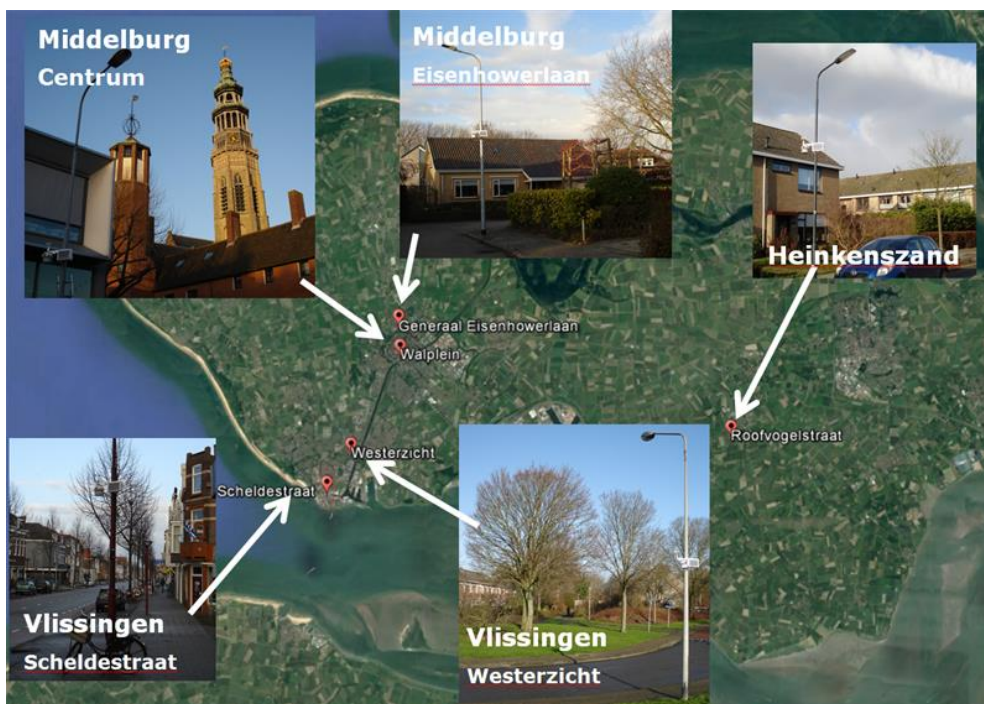 Middelburg
Centrum
Middelburg
Eisenhowerlaan
Heinkenszand
Generaal Eisenhowerlaan
Walplein
Roofvogelstraat
Westerzicht
Scheldestraat
Vlissingen
Scheldestraat
Vlissingen
Westerzicht